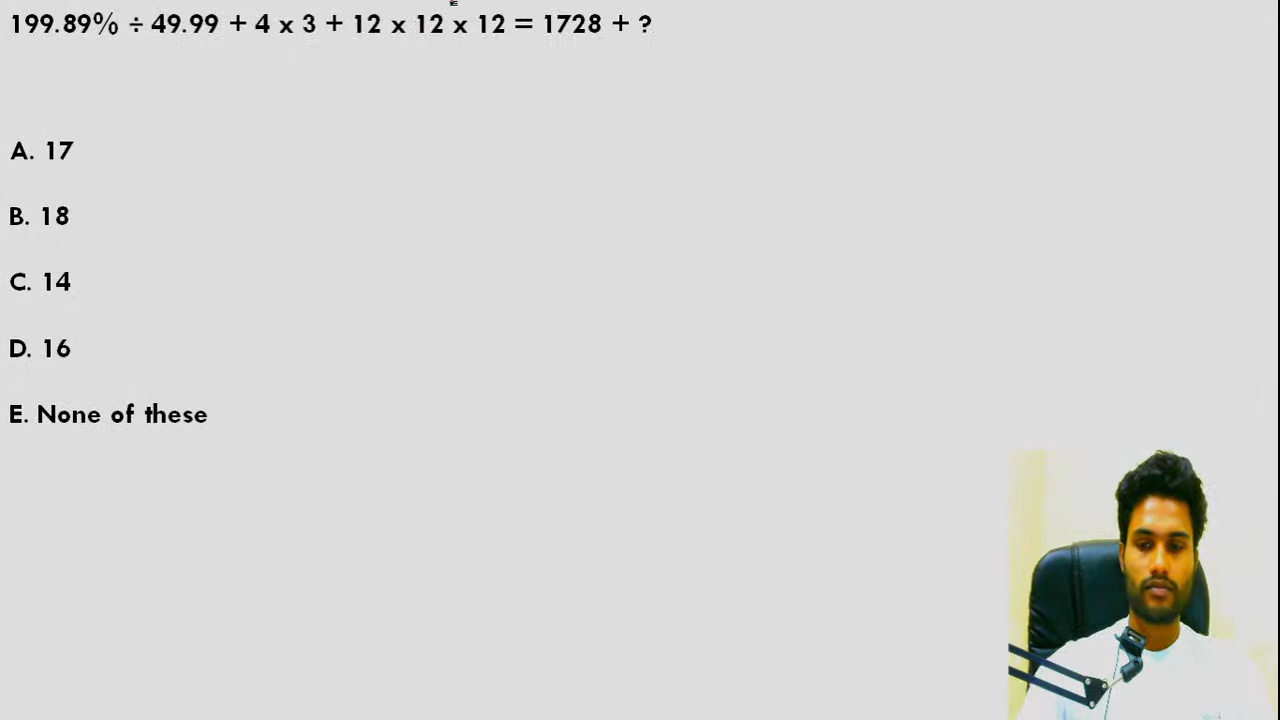 199.89% ÷ 49.99 + 4 x 3 + 12 x 12 x 12 = 1728 + ?
A. 17
B. 18
C. 14
D. 16
E. None of these